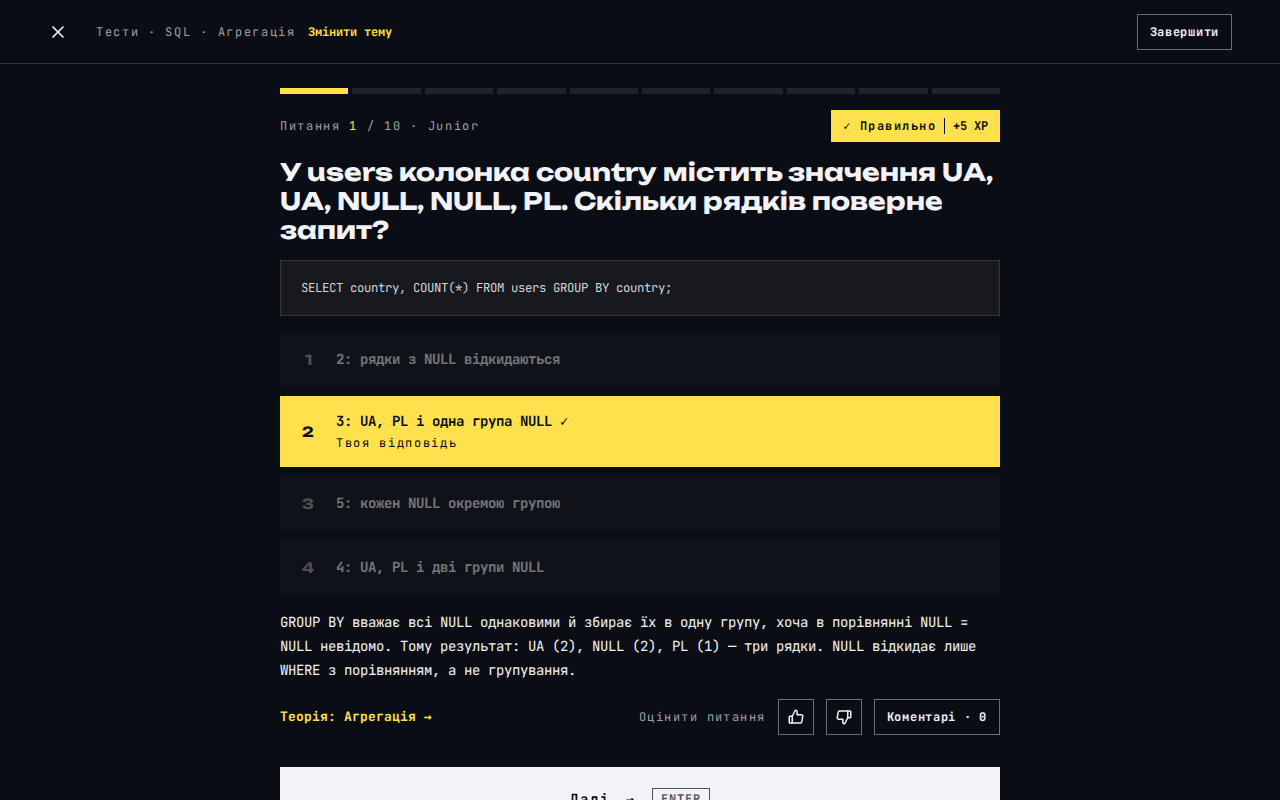 Тести · SQL · Агрегація Змінити тему
Завершити
Питання 1 / 10 · Junior
✓ Правильно | +5 XP
У users колонка country містить значення UA,
UA, NULL, NULL, PL. Скільки рядків поверне
запит?
SELECT country, COUNT(*) FROM users GROUP BY country;
1 2: рядки з NULL відкидаються
2 3: UA, PL і одна група NULL ✓
Твоя відповідь
3 5: кожен NULL окремою групою
4 4: UA, PL і дві групи NULL
GROUP BY вважає всі NULL однаковими й збирає їх в одну групу, хоча в порівнянні NULL =
NULL невідомо. Тому результат: UA (2), NULL (2), PL (1) — три рядки. NULL відкидає лише
WHERE з порівнянням, а не групування.
Теорія: Агрегація →
Оцінити питання
Коментарі · 0
Далі → ENTER